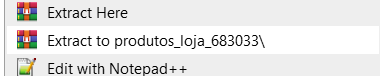 Extract Here
Extract to produtos_loja_683033\
Edit with Notepad++